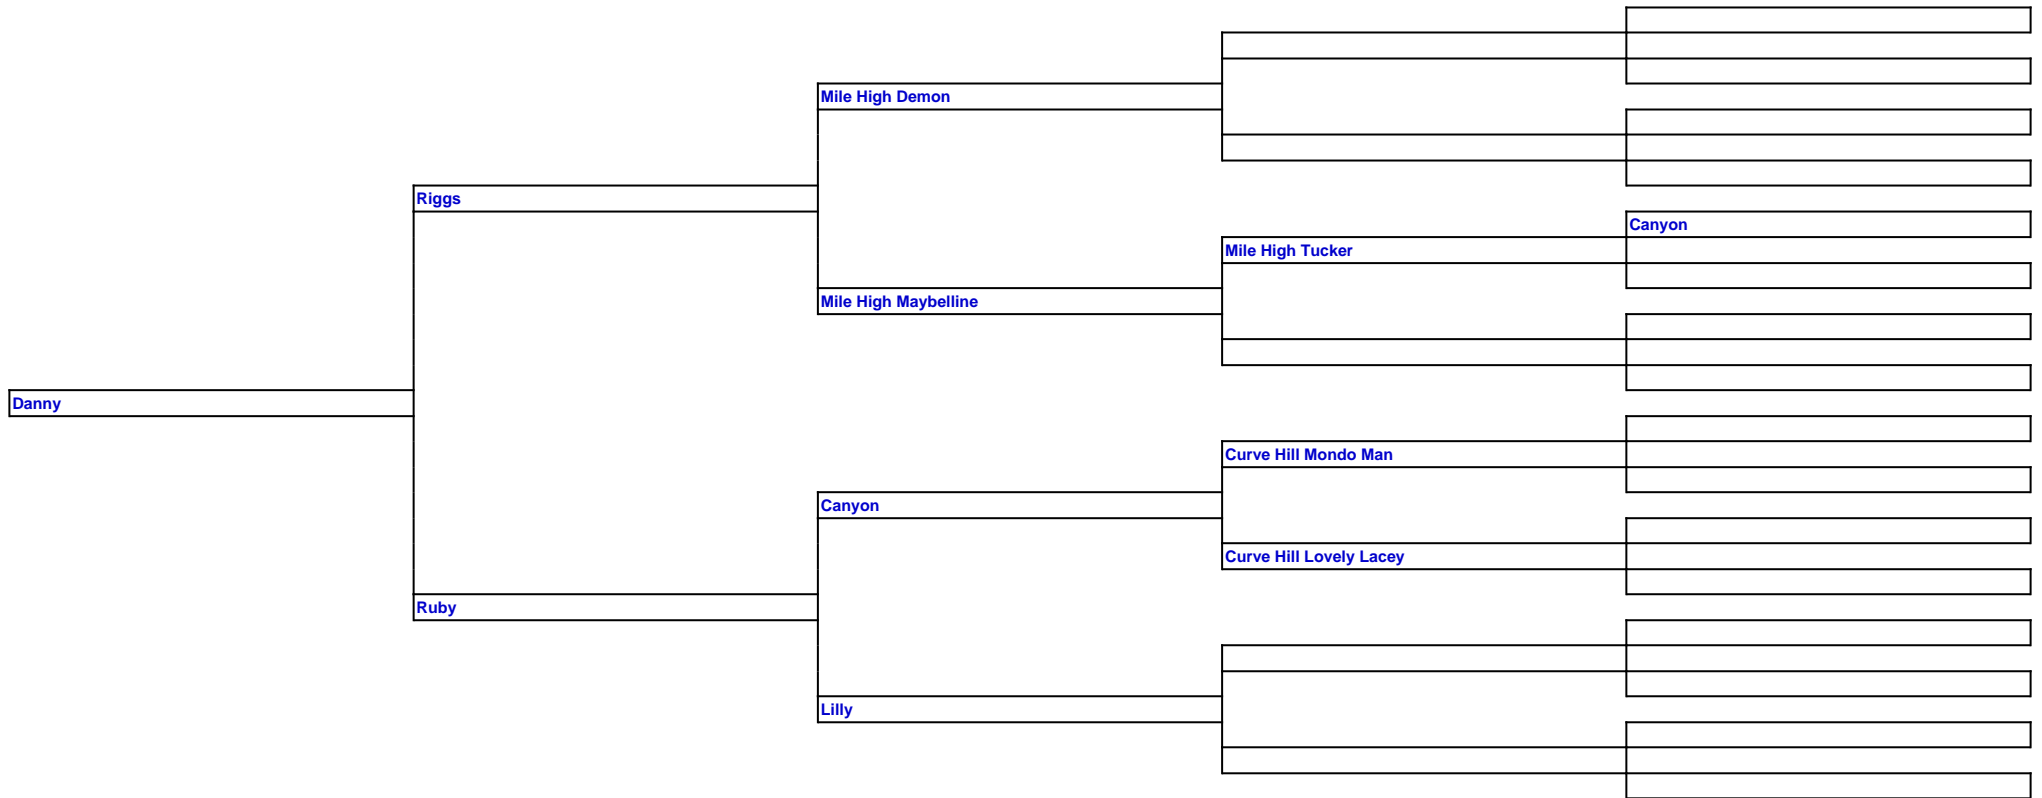 Mile High Demon
Riggs
Canyon
Mile High Tucker
Mile High Maybelline
Danny
Curve Hill Mondo Man
Canyon
Curve Hill Lovely Lacey
Ruby
Lilly